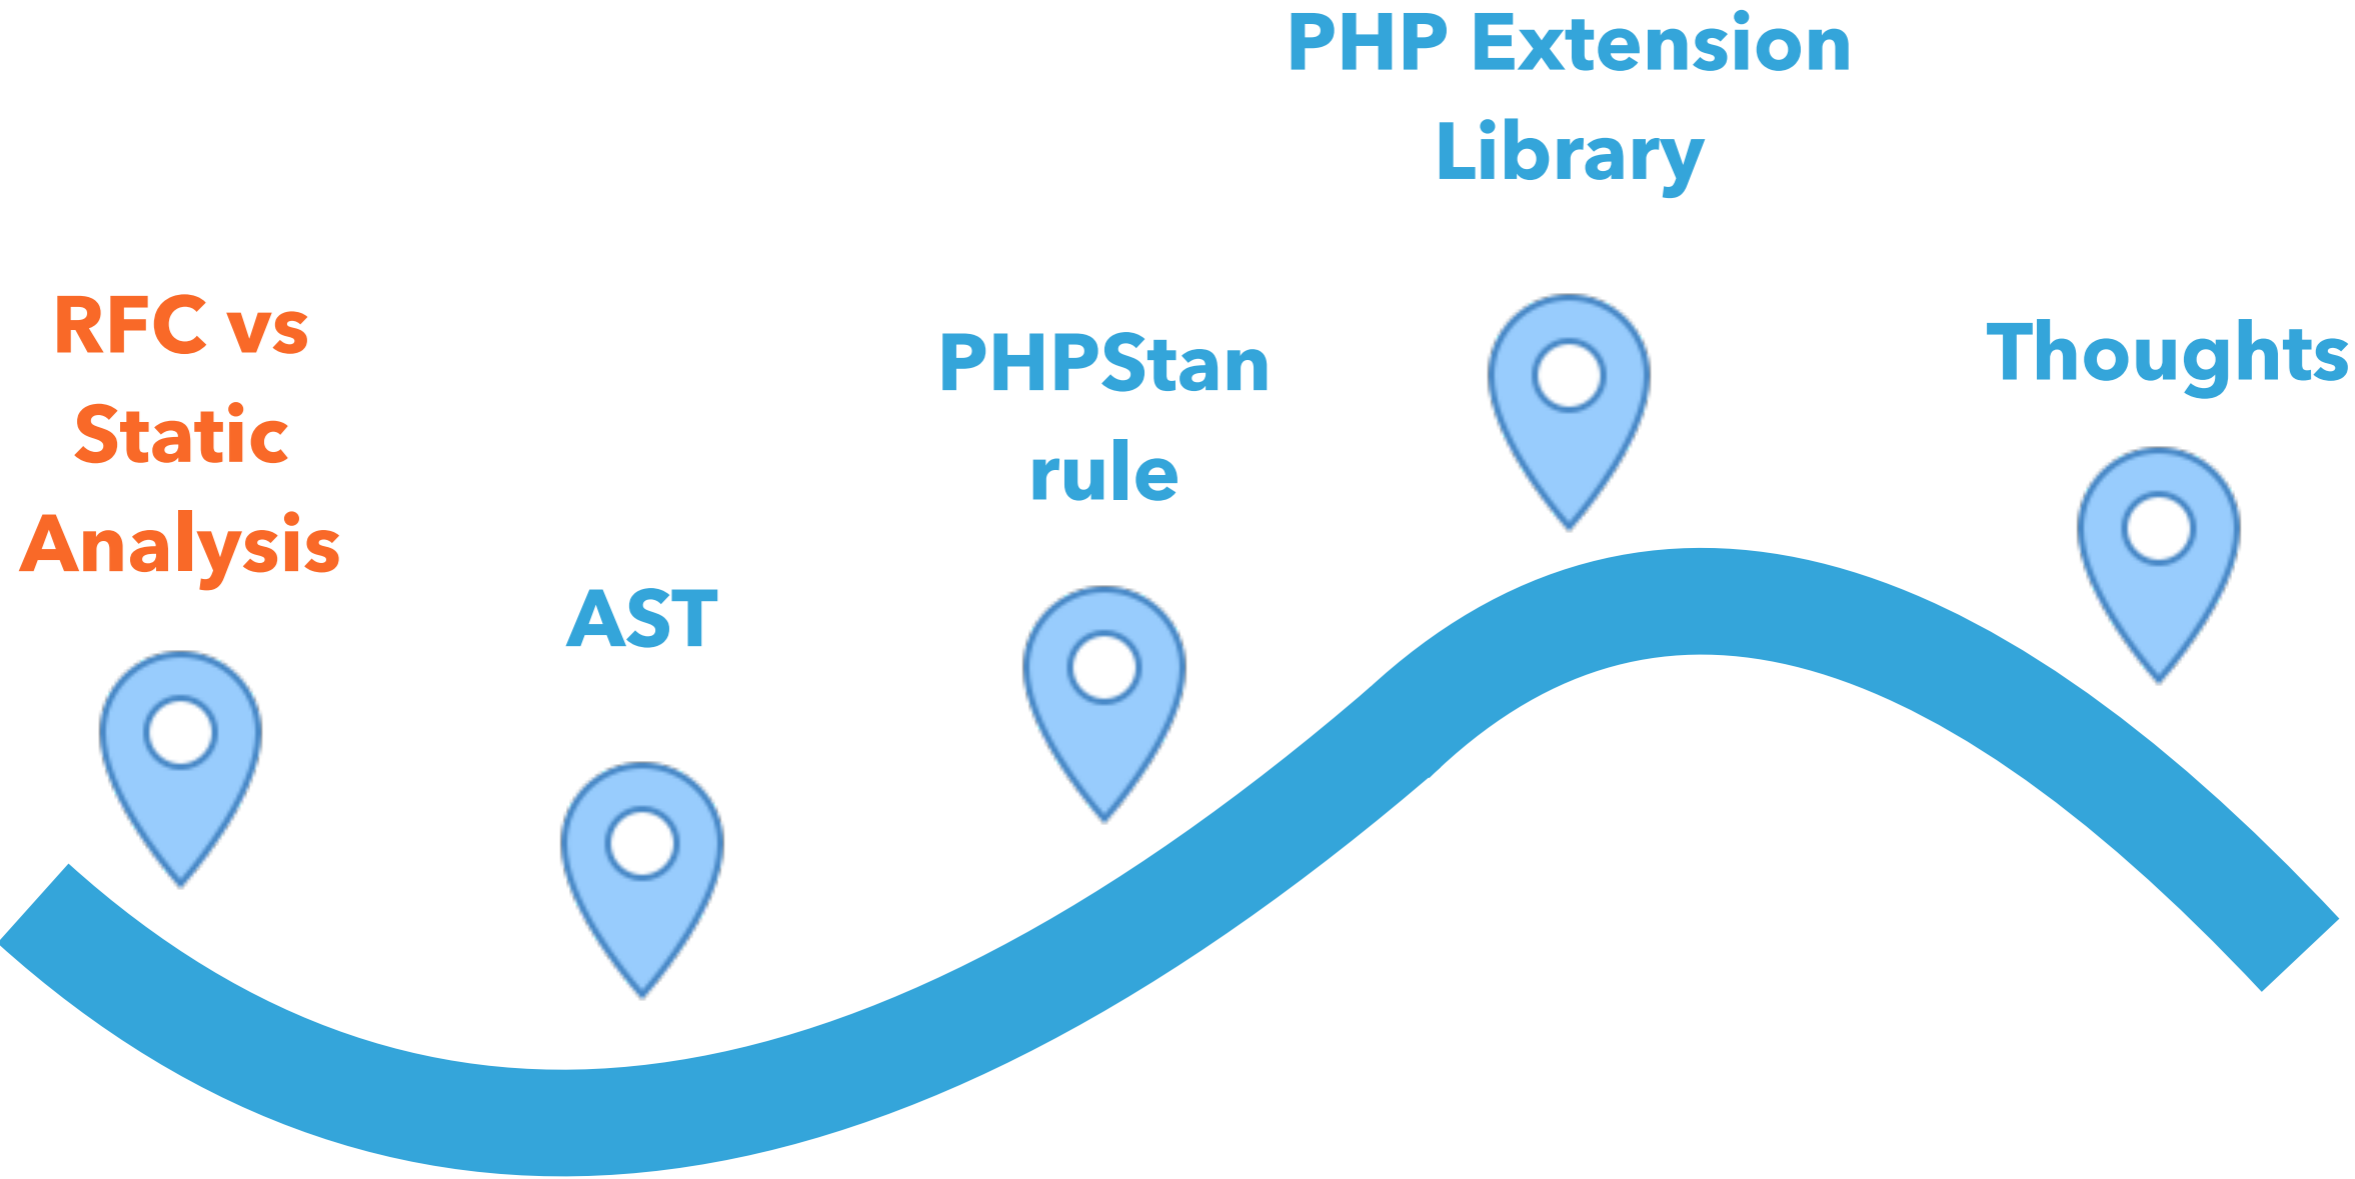 RFC vs
Static
Analysis
AST
PHPStan
rule
PHP Extension
Library
Thoughts